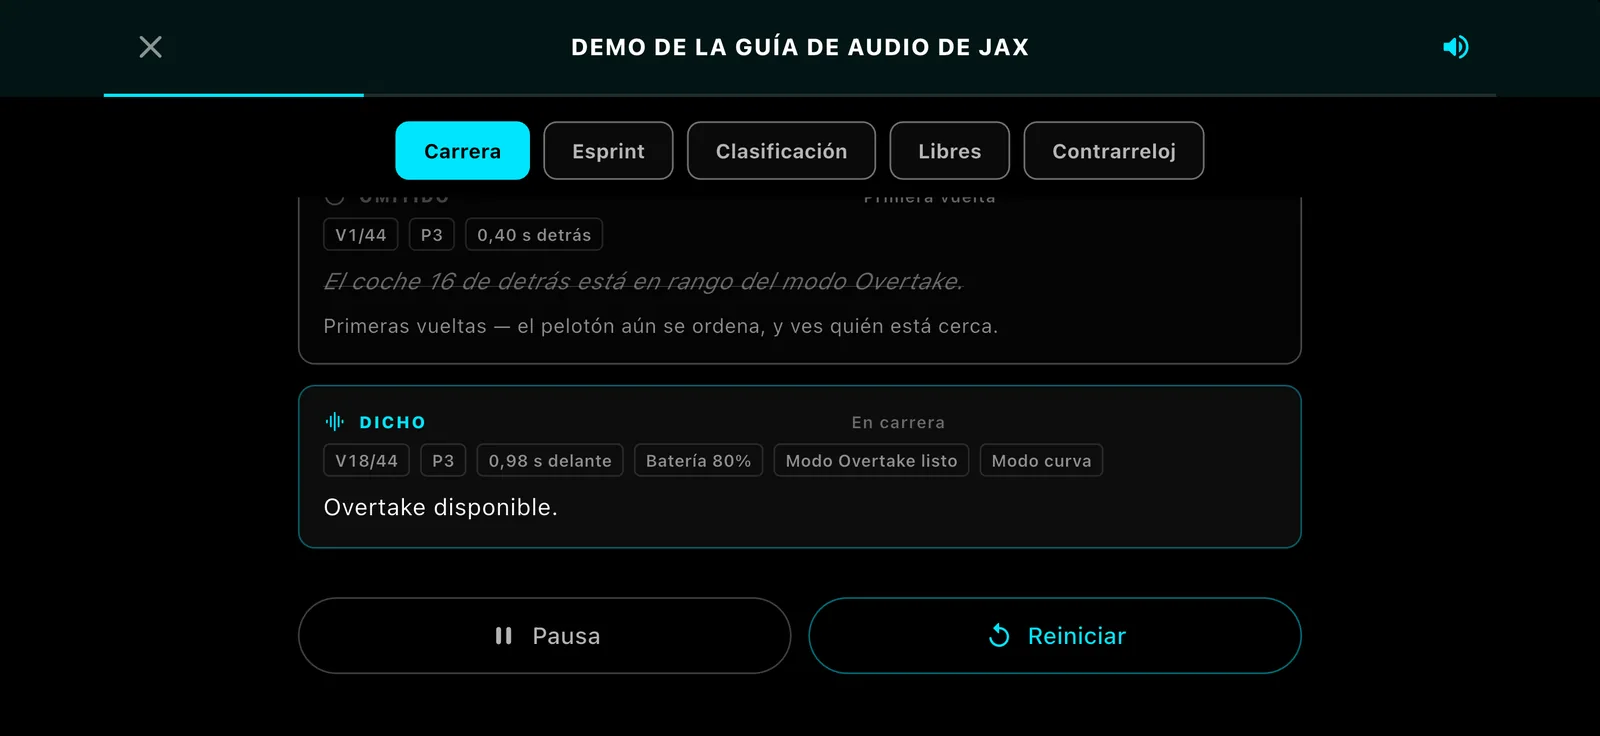 DEMO DE LA GUÍA DE AUDIO DE JAX
Carrera Esprint Clasificación Libres Contrarreloj
OMITIDO Primera vuelta
V1/44 P3 0,40 s detrás
El coche 16 de detrás está en rango del modo Overtake.
Primeras vueltas — el pelotón aún se ordena, y ves quién está cerca.
DICHO En carrera
V18/44 P3 0,98 s delante Batería 80% Modo Overtake listo Modo curva
Overtake disponible.
Pausa Reiniciar